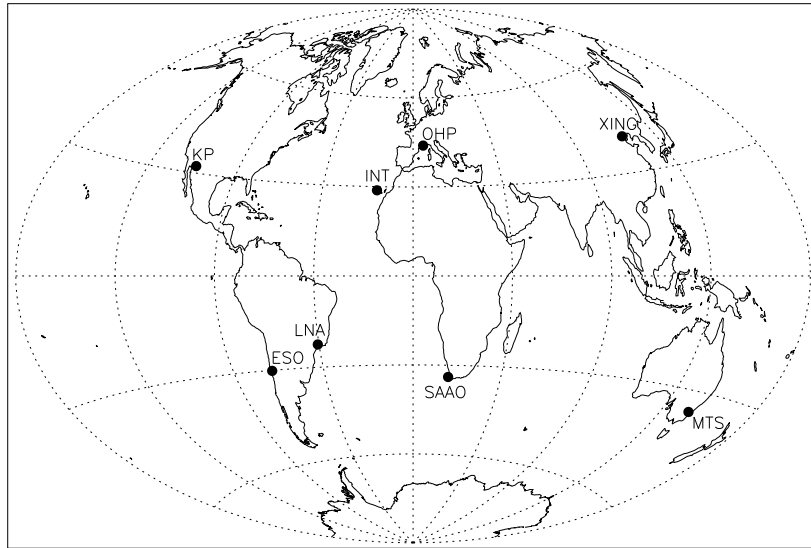 XING
OHP
KP
INT
LNA
ESO
SAAO
MTS